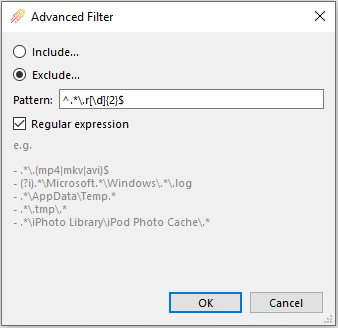 Advanced Filter
Include...
Exclude...
Pattern: ^.*\.r[\d]{2}$
Regular expression
e.g.
- .*\.(mp4|mkv|avi)$
- (?i).*\Microsoft.*\Windows\.*\.log
- .*\AppData\Temp.*
- .*\.tmp\.*
- .*\iPhoto Library\iPod Photo Cache\.*
OK
Cancel